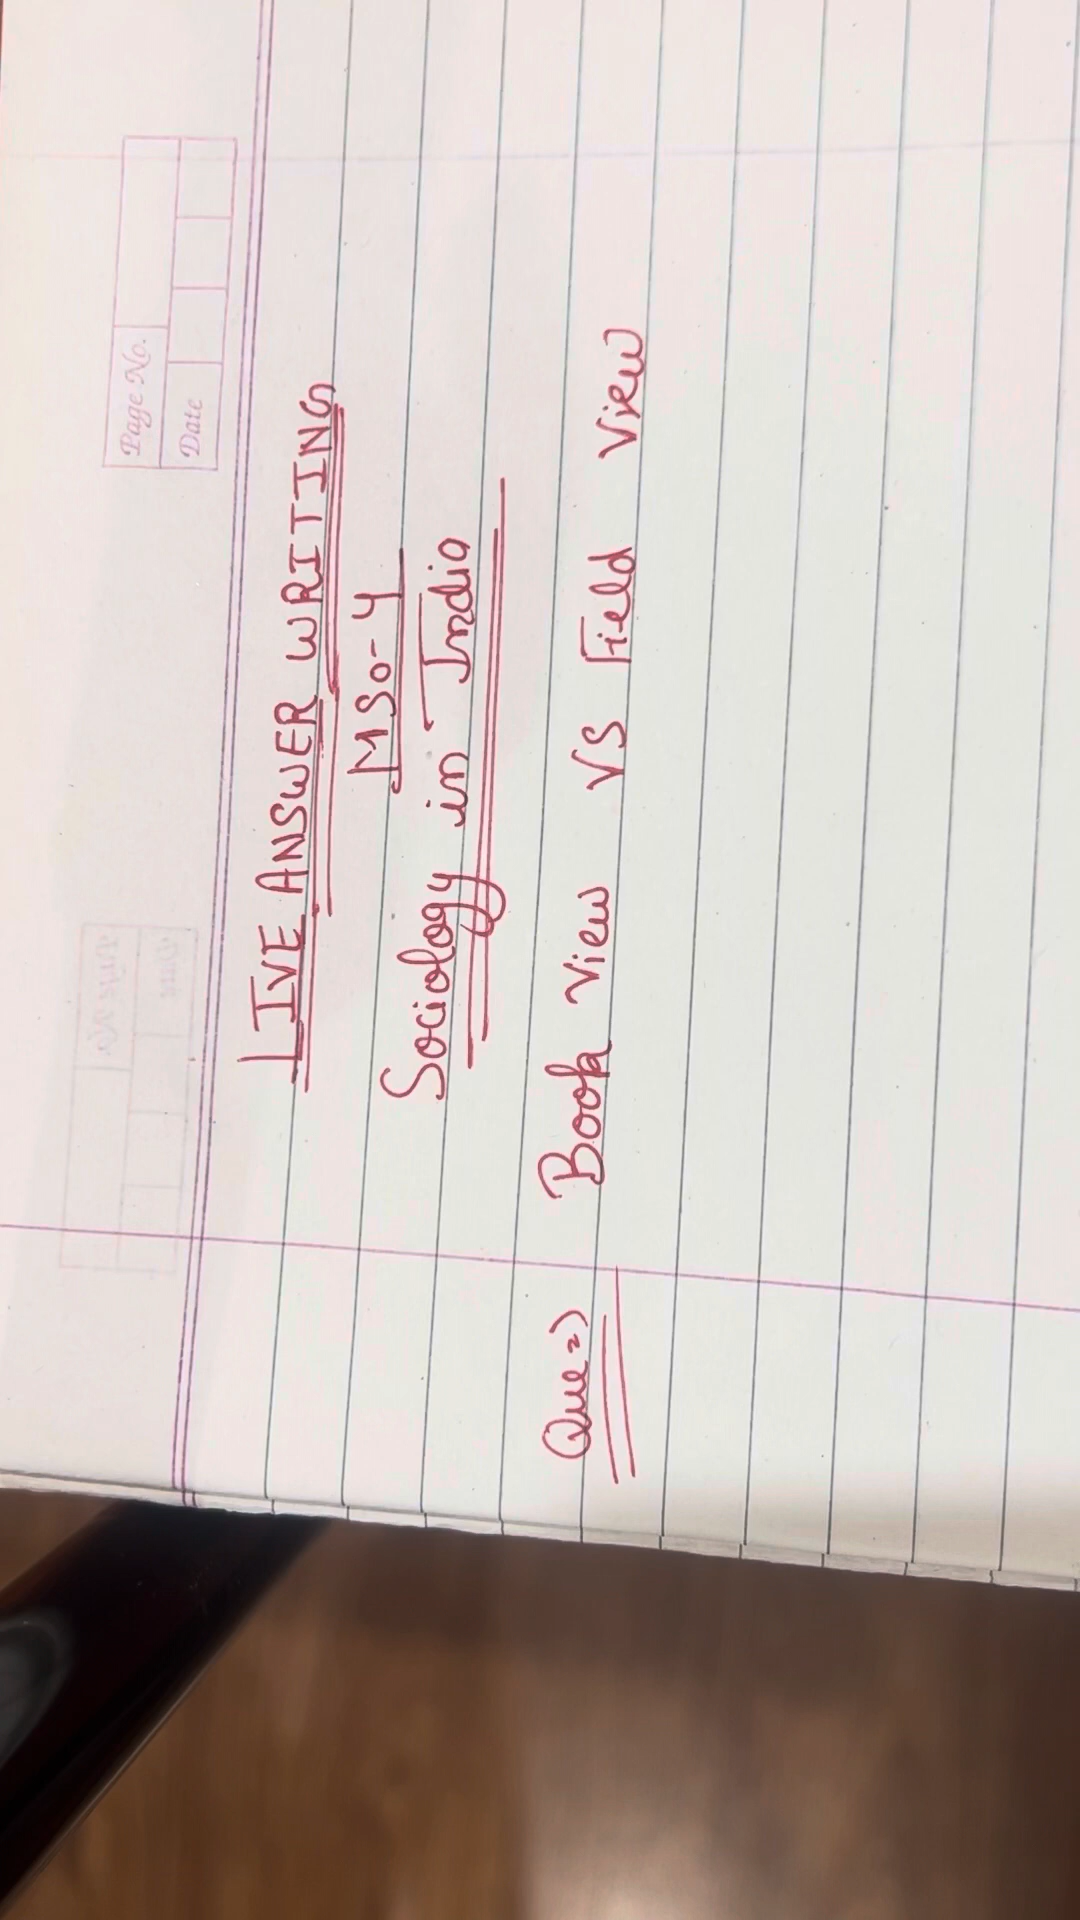 Page No.
Date
LIVE ANSWER WRITING
MSO-4
Sociology in India
Que=) Book View VS Field View